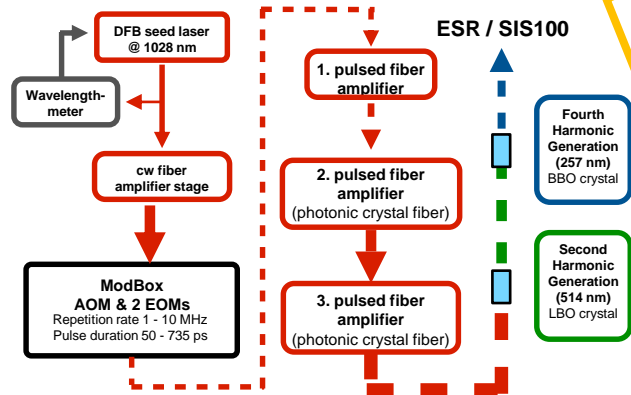 DFB seed laser
@ 1028 nm
Wavelength-
meter
cw fiber
amplifier stage
ModBox
AOM & 2 EOMs
Repetition rate 1 - 10 MHz
Pulse duration 50 - 735 ps
1. pulsed fiber
amplifier
2. pulsed fiber
amplifier
(photonic crystal fiber)
3. pulsed fiber
amplifier
(photonic crystal fiber)
ESR / SIS100
Fourth
Harmonic
Generation
(257 nm)
BBO crystal
Second
Harmonic
Generation
(514 nm)
LBO crystal